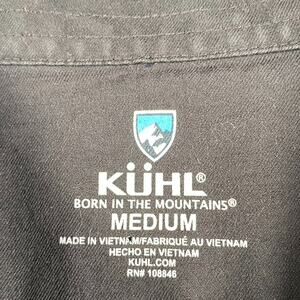 KÜHL®
BORN IN THE MOUNTAINS®
MEDIUM
MADE IN VIETNAM/FABRIQUÉ AU VIETNAM
HECHO EN VIETNAM
KUHL.COM
RN# 108846